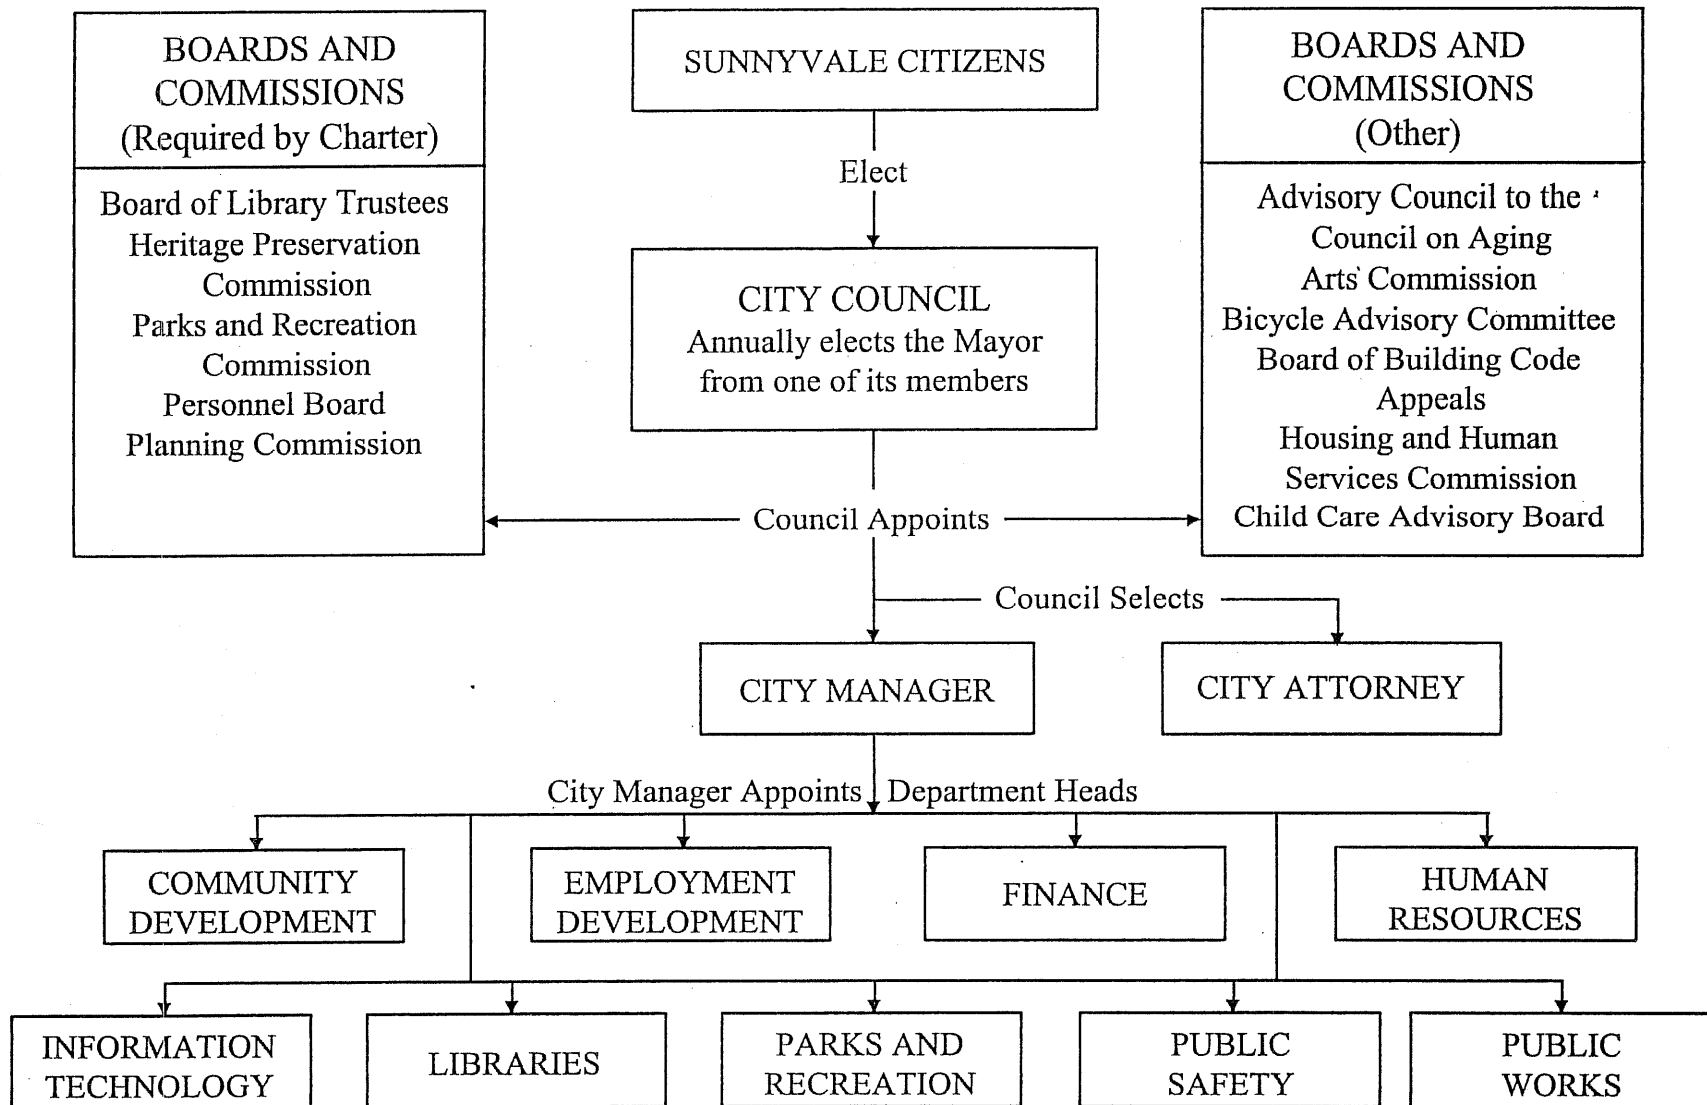 BOARDS AND
COMMISSIONS
(Required by Charter)
Board of Library Trustees
Heritage Preservation
Commission
Parks and Recreation
Commission
Personnel Board
Planning Commission
SUNNYVALE CITIZENS
Elect
CITY COUNCIL
Annually elects the Mayor
from one of its members
BOARDS AND
COMMISSIONS
(Other)
Advisory Council to the
Council on Aging
Arts Commission
Bicycle Advisory Committee
Board of Building Code
Appeals
Housing and Human
Services Commission
Child Care Advisory Board
Council Appoints
Council Selects
CITY MANAGER
CITY ATTORNEY
City Manager Appoints Department Heads
COMMUNITY
DEVELOPMENT
EMPLOYMENT
DEVELOPMENT
FINANCE
HUMAN
RESOURCES
INFORMATION
TECHNOLOGY
LIBRARIES
PARKS AND
RECREATION
PUBLIC
SAFETY
PUBLIC
WORKS